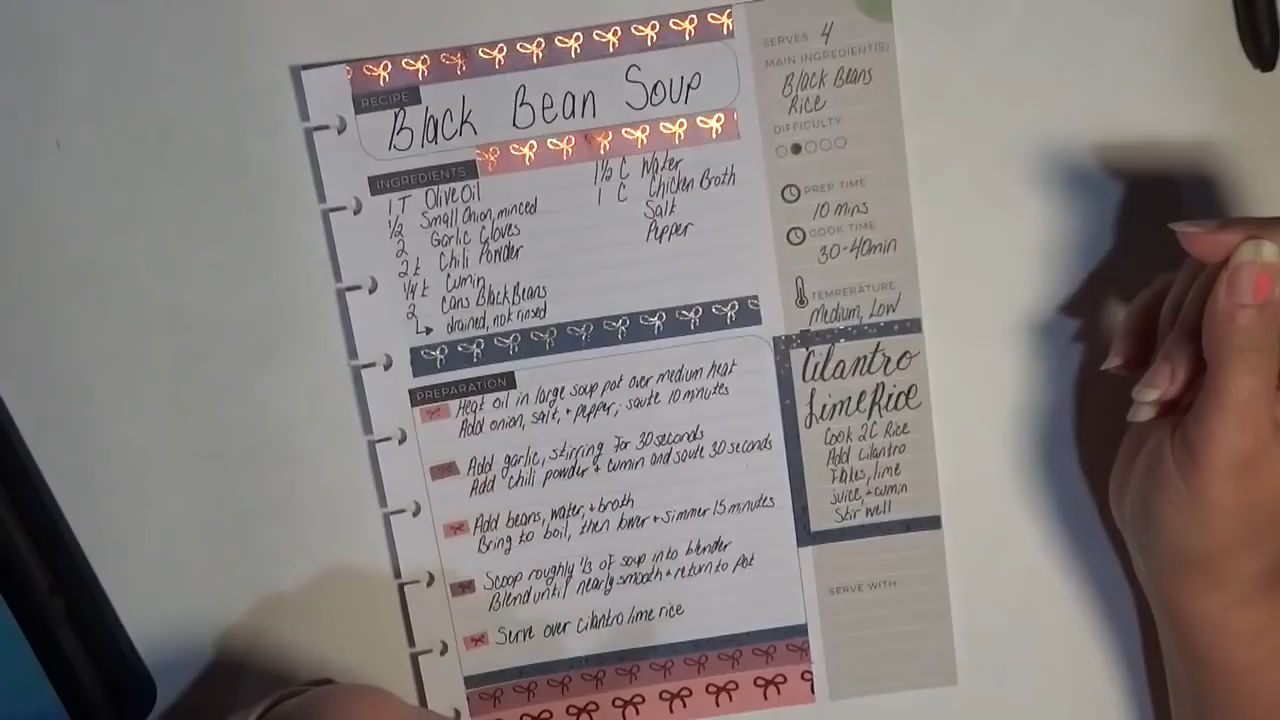 RECIPE
Black Bean Soup
INGREDIENTS
1 T Olive Oil
1/2 Small Onion, minced
2 Garlic Cloves
2 t Chili Powder
1/4 t Cumin
2 Cans Black Beans
drained, not rinsed
1 1/2 C Water
1 C Chicken Broth
Salt
Pepper
PREPARATION
Heat oil in large soup pot over medium heat
Add onion, salt, + pepper; saute 10 minutes
Add garlic, stirring for 30 seconds
Add chili powder + cumin and saute 30 seconds
Add beans, water, + broth
Bring to boil, then lower + simmer 15 minutes
Scoop roughly 1/3 of soup into blender
Blend until nearly smooth + return to pot
Serve over cilantro lime rice
SERVES 4
MAIN INGREDIENT(S)
Black Beans
Rice
DIFFICULTY
PREP TIME
10 mins
COOK TIME
30-40min
TEMPERATURE
Medium, Low
Cilantro
Lime Rice
Cook 2C Rice
Add Cilantro
Flakes, lime
juice, + cumin
Stir well
SERVE WITH